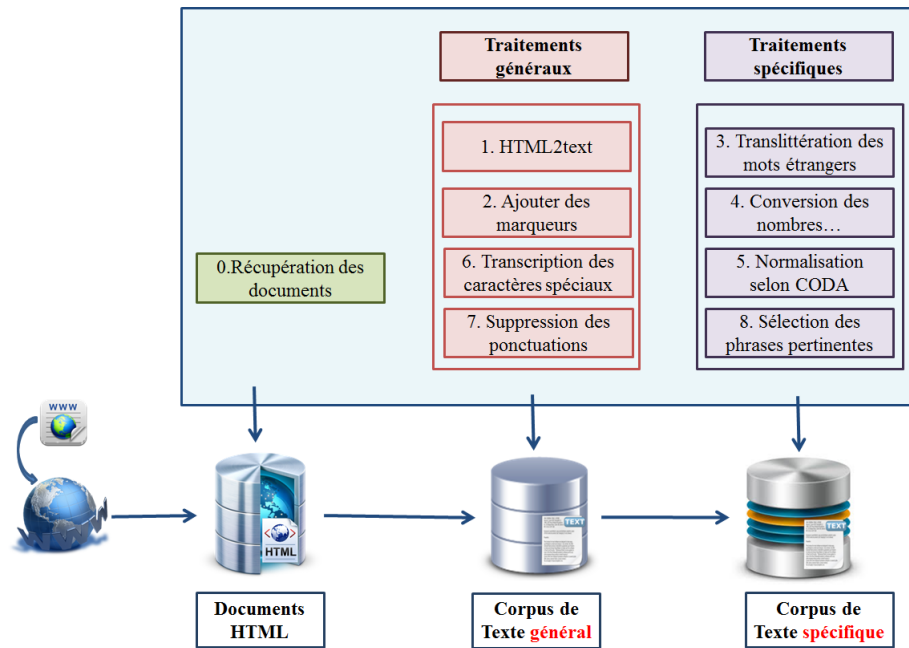 Traitements
généraux
Traitements
spécifiques
1. HTML2text
2. Ajouter des
marqueurs
6. Transcription des
caractères spéciaux
7. Suppression des
ponctuations
3. Translittération des
mots étrangers
4. Conversion des
nombres…
5. Normalisation
selon CODA
8. Sélection des
phrases pertinentes
0.Récupération des
documents
WWW
WWW
HTML
TEXT
TEXT
Documents
HTML
Corpus de
Texte général
Corpus de
Texte spécifique